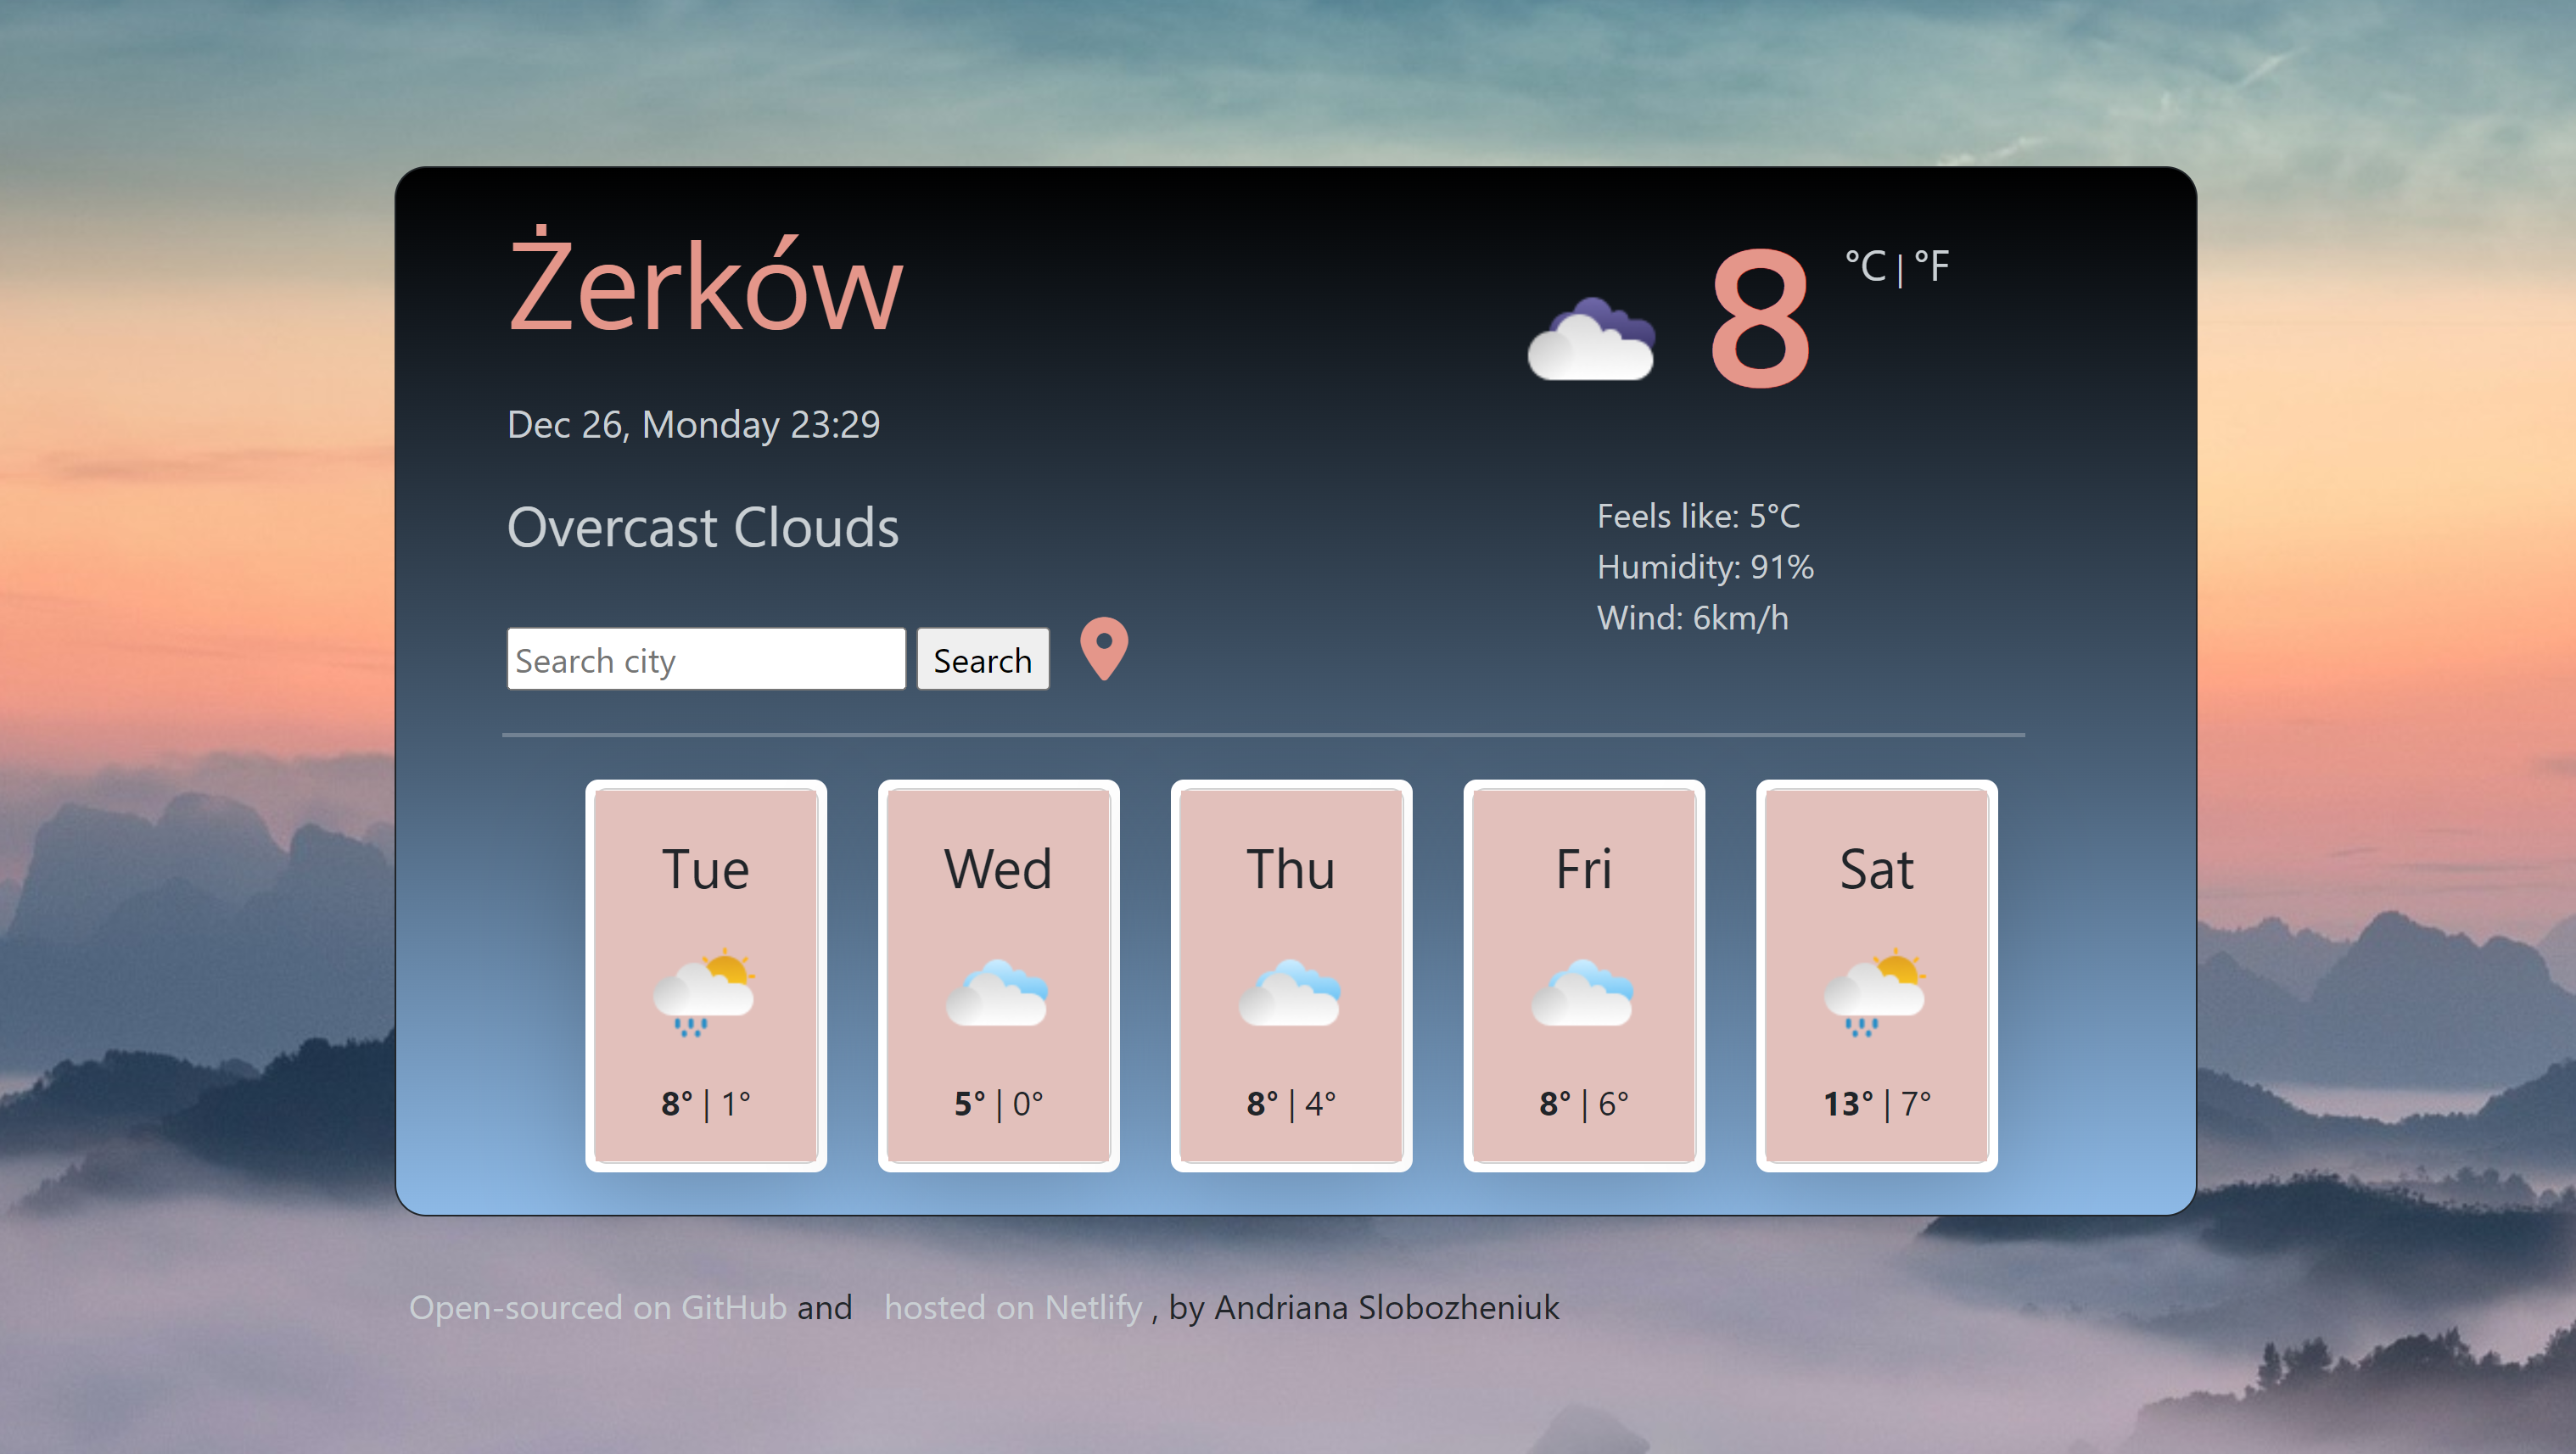 Żerków
8 °C | °F
Dec 26, Monday 23:29
Overcast Clouds
Feels like: 5°C
Humidity: 91%
Wind: 6km/h
Search city Search
Tue Wed Thu Fri Sat
8° | 1° 5° | 0° 8° | 4° 8° | 6° 13° | 7°
Open-sourced on GitHub and hosted on Netlify , by Andriana Slobozheniuk